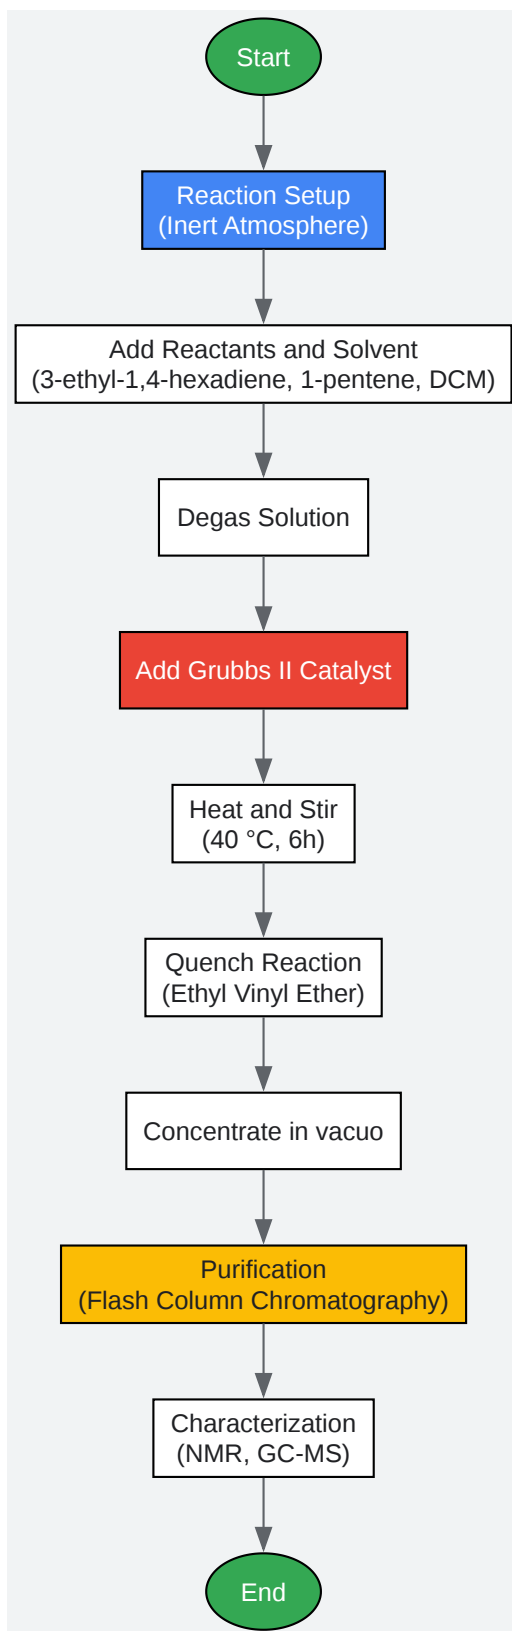 Start
Reaction Setup
(Inert Atmosphere)
Add Reactants and Solvent
(3-ethyl-1,4-hexadiene, 1-pentene, DCM)
Degas Solution
Add Grubbs II Catalyst
Heat and Stir
(40 °C, 6h)
Quench Reaction
(Ethyl Vinyl Ether)
Concentrate in vacuo
Purification
(Flash Column Chromatography)
Characterization
(NMR, GC-MS)
End